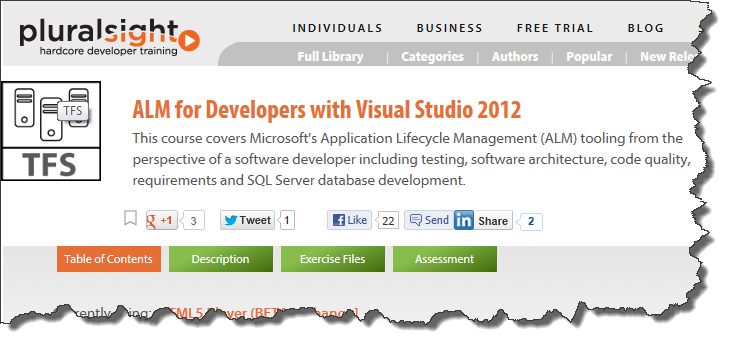 pluralsight
hardcore developer training
INDIVIDUALS BUSINESS FREE TRIAL BLOG
Full Library | Categories | Authors | Popular | New Rele
TFS
TFS
ALM for Developers with Visual Studio 2012
This course covers Microsoft's Application Lifecycle Management (ALM) tooling from the
perspective of a software developer including testing, software architecture, code quality,
requirements and SQL Server database development.
g +1 3 Tweet 1 f Like 22 Send in Share 2
Table of Contents Description Exercise Files Assessment